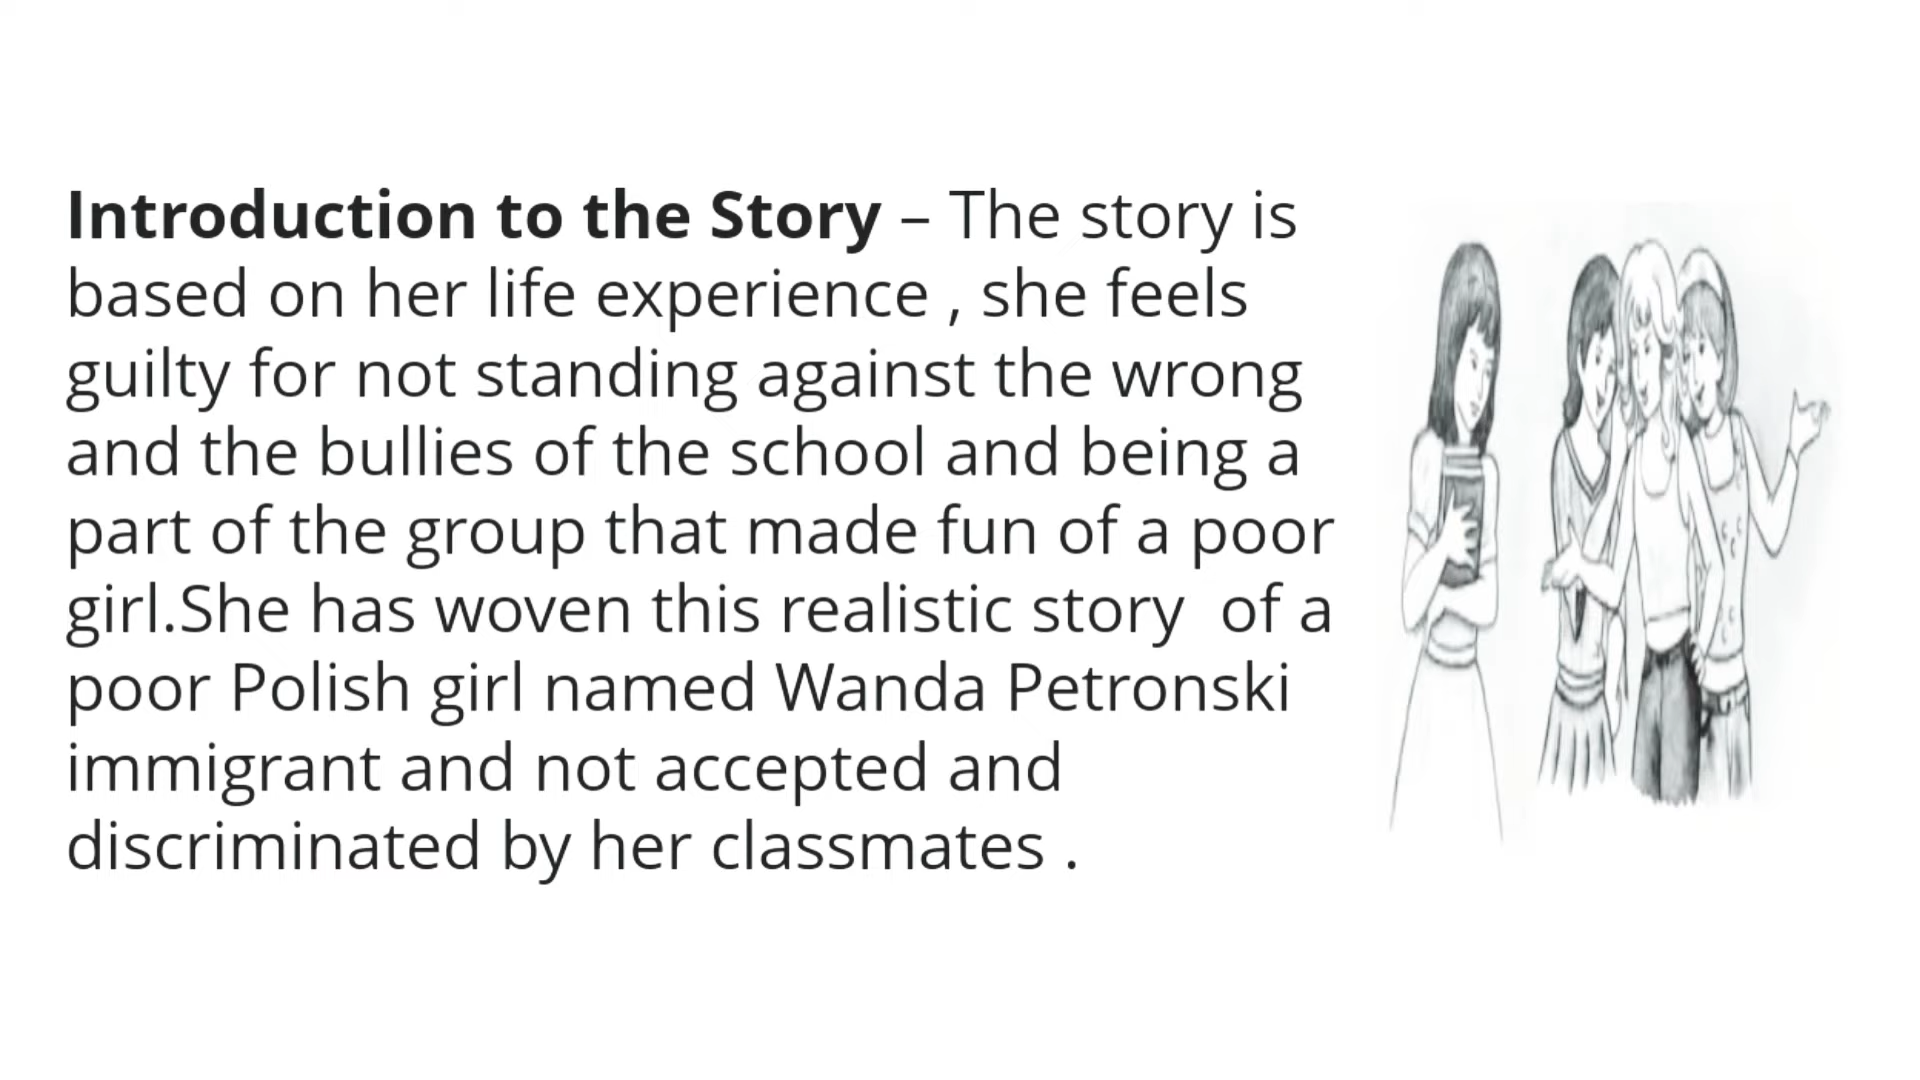 Introduction to the Story – The story is
based on her life experience , she feels
guilty for not standing against the wrong
and the bullies of the school and being a
part of the group that made fun of a poor
girl.She has woven this realistic story  of a
poor Polish girl named Wanda Petronski
immigrant and not accepted and
discriminated by her classmates .